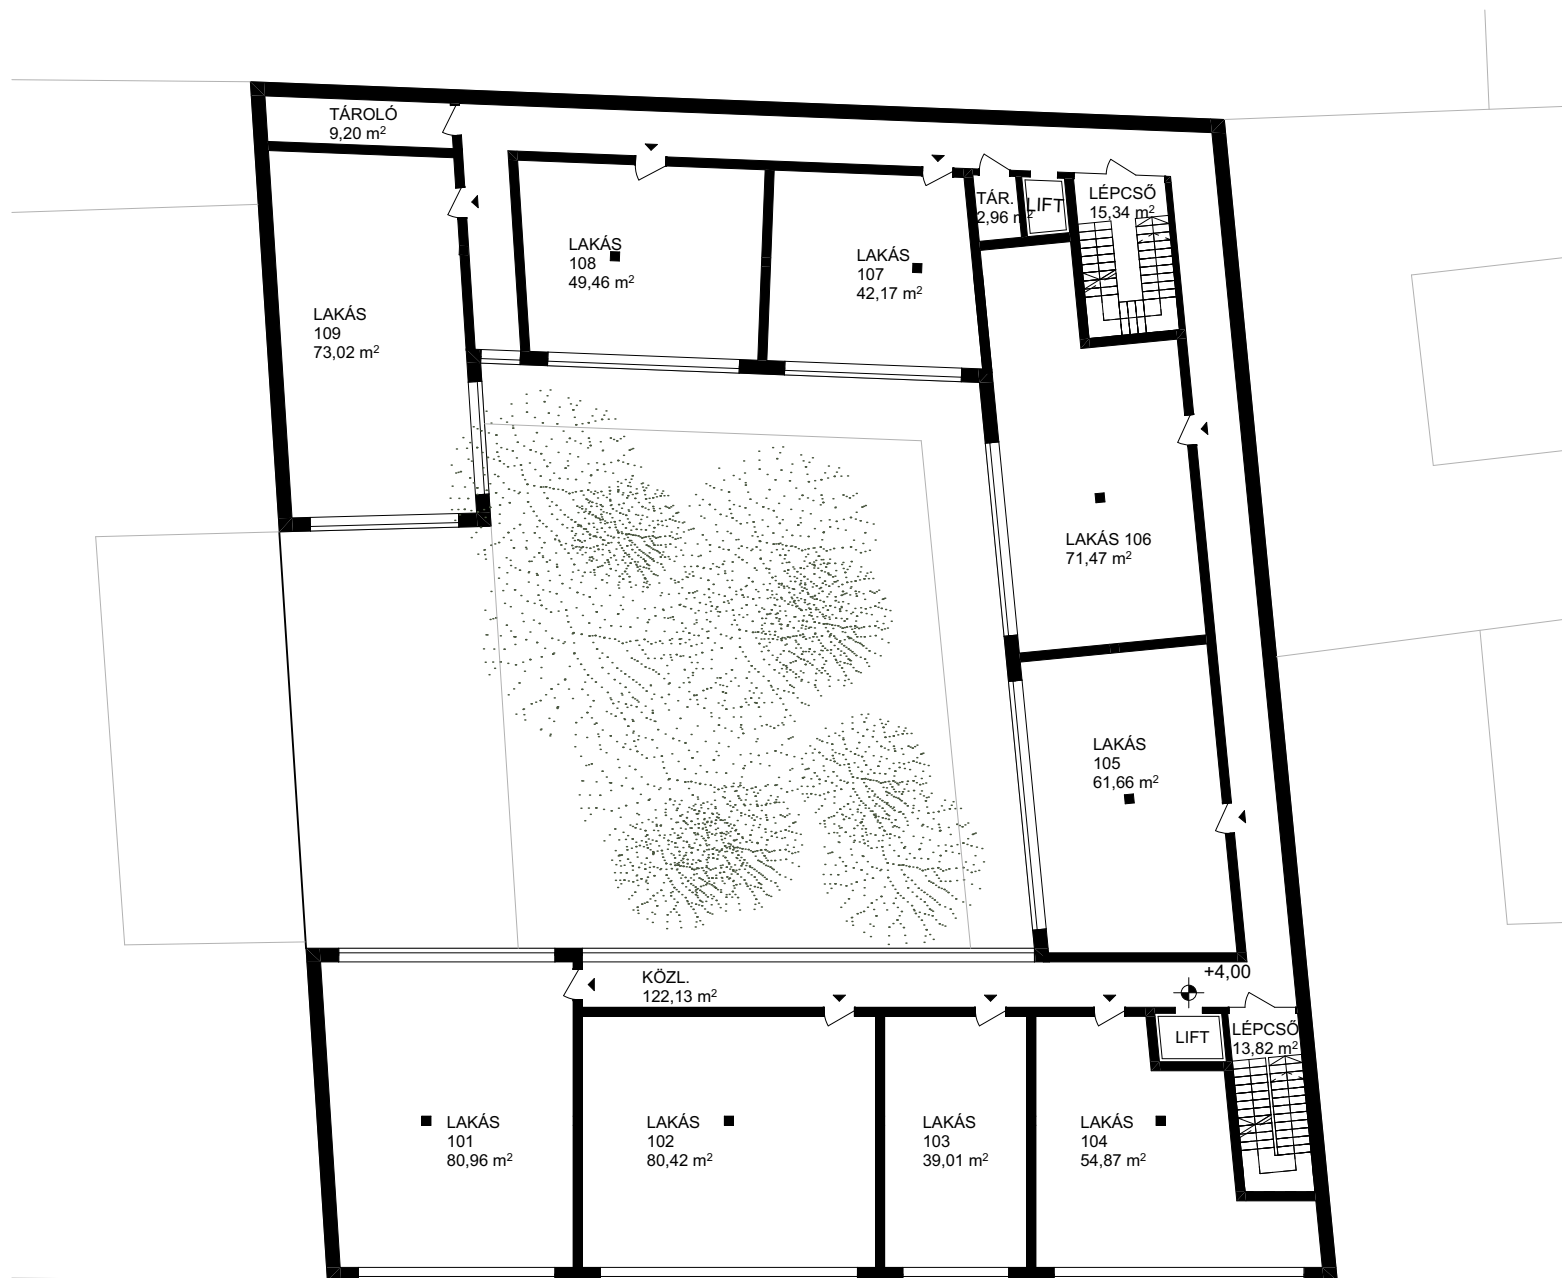 TÁROLÓ
9,20 m²
LAKÁS
108
49,46 m²
LAKÁS
107
42,17 m²
TÁR.
2,96 m²
LIFT
LÉPCSŐ
15,34 m²
LAKÁS
109
73,02 m²
LAKÁS 106
71,47 m²
LAKÁS
105
61,66 m²
KÖZL.
122,13 m²
+4,00
LIFT
LÉPCSŐ
13,82 m²
LAKÁS
101
80,96 m²
LAKÁS
102
80,42 m²
LAKÁS
103
39,01 m²
LAKÁS
104
54,87 m²